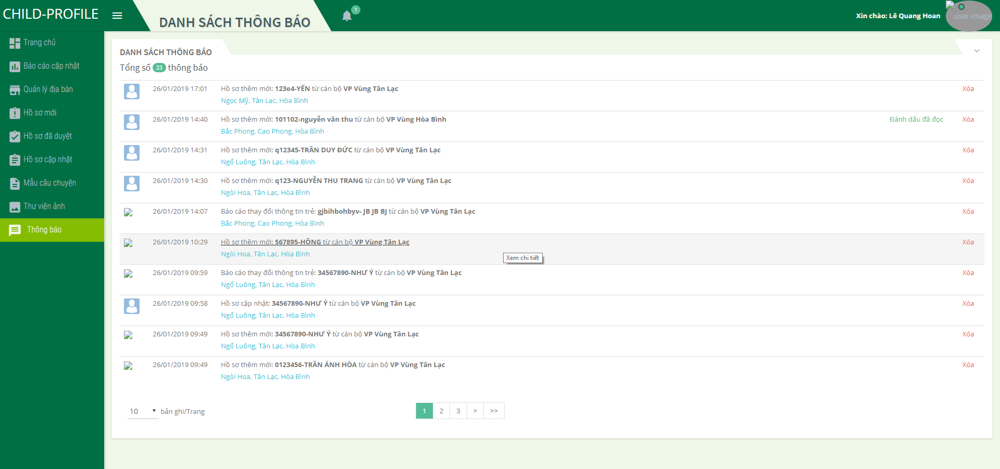 CHILD-PROFILE
DANH SÁCH THÔNG BÁO
1
Xin chào: Lê Quang Hoan
user-image
Trang chủ
Báo cáo cập nhật
Quản lý địa bàn
Hồ sơ mới
Hồ sơ đã duyệt
Hồ sơ cập nhật
Mẫu câu chuyện
Thư viện ảnh
Thông báo
DANH SÁCH THÔNG BÁO
Tổng số 23 thông báo
26/01/2019 17:01 Hồ sơ thêm mới: 123e4-YẾN từ cán bộ VP Vùng Tân Lạc Xóa
Ngọc Mỹ, Tân Lạc, Hòa Bình
26/01/2019 14:40 Hồ sơ thêm mới: 101102-nguyễn văn thu từ cán bộ VP Vùng Hòa Bình Đánh dấu đã đọc Xóa
Bắc Phong, Cao Phong, Hòa Bình
26/01/2019 14:31 Hồ sơ thêm mới: q12345-TRẦN DUY ĐỨC từ cán bộ VP Vùng Tân Lạc Xóa
Ngổ Luông, Tân Lạc, Hòa Bình
26/01/2019 14:30 Hồ sơ thêm mới: q123-NGUYỄN THU TRANG từ cán bộ VP Vùng Tân Lạc Xóa
Ngòi Hoa, Tân Lạc, Hòa Bình
26/01/2019 14:07 Báo cáo thay đổi thông tin trẻ: gjbihbohbyv- JB JB BJ từ cán bộ VP Vùng Tân Lạc Xóa
Bắc Phong, Cao Phong, Hòa Bình
26/01/2019 10:29 Hồ sơ thêm mới: 567895-HỒNG từ cán bộ VP Vùng Tân Lạc Xóa
Ngòi Hoa, Tân Lạc, Hòa Bình
Xem chi tiết
26/01/2019 09:59 Báo cáo thay đổi thông tin trẻ: 34567890-NHƯ Ý từ cán bộ VP Vùng Tân Lạc Xóa
Ngổ Luông, Tân Lạc, Hòa Bình
26/01/2019 09:58 Hồ sơ cập nhật: 34567890-NHƯ Ý từ cán bộ VP Vùng Tân Lạc Xóa
Ngổ Luông, Tân Lạc, Hòa Bình
26/01/2019 09:49 Hồ sơ thêm mới: 34567890-NHƯ Ý từ cán bộ VP Vùng Tân Lạc Xóa
Ngổ Luông, Tân Lạc, Hòa Bình
26/01/2019 09:49 Hồ sơ thêm mới: 0123456-TRẦN ÁNH HÒA từ cán bộ VP Vùng Tân Lạc Xóa
Ngòi Hoa, Tân Lạc, Hòa Bình
10 bản ghi/Trang 1 2 3 > >>